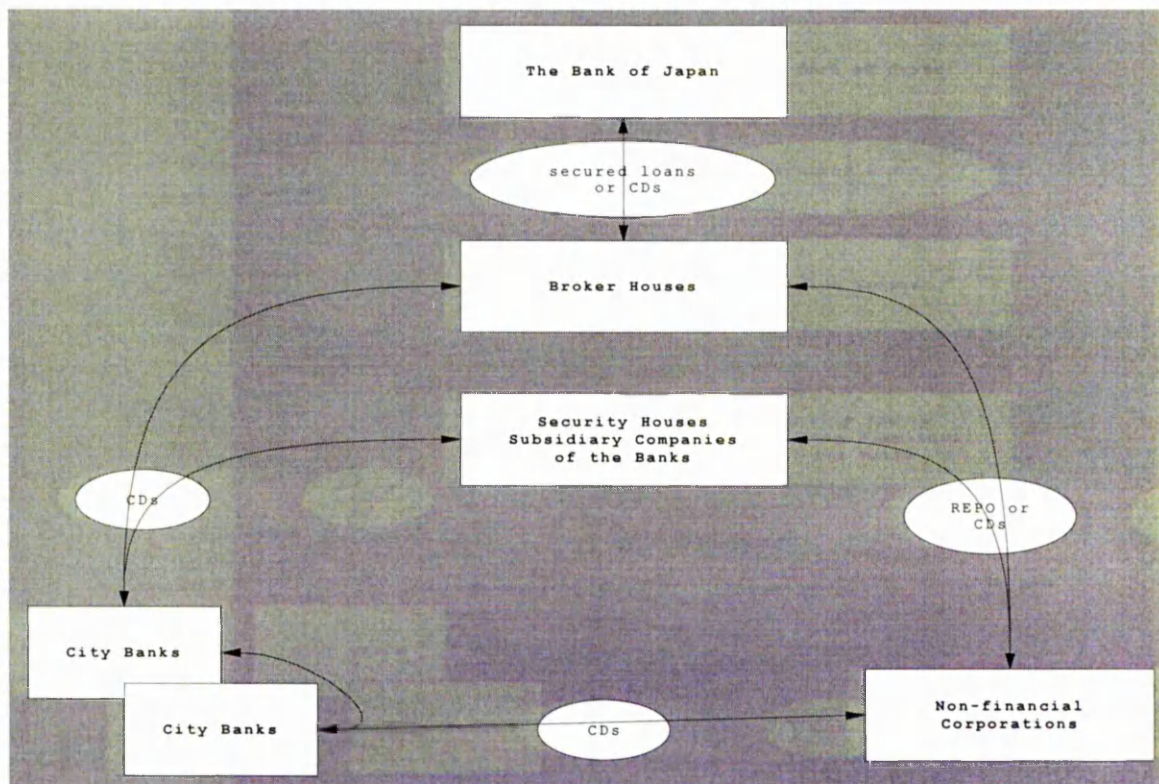 The Bank of Japan
secured loans
or CDs
Broker Houses
Security Houses
Subsidiary Companies
of the Banks
CDs
REPO or
CDs
City Banks
City Banks
CDs
Non-financial
Corporations